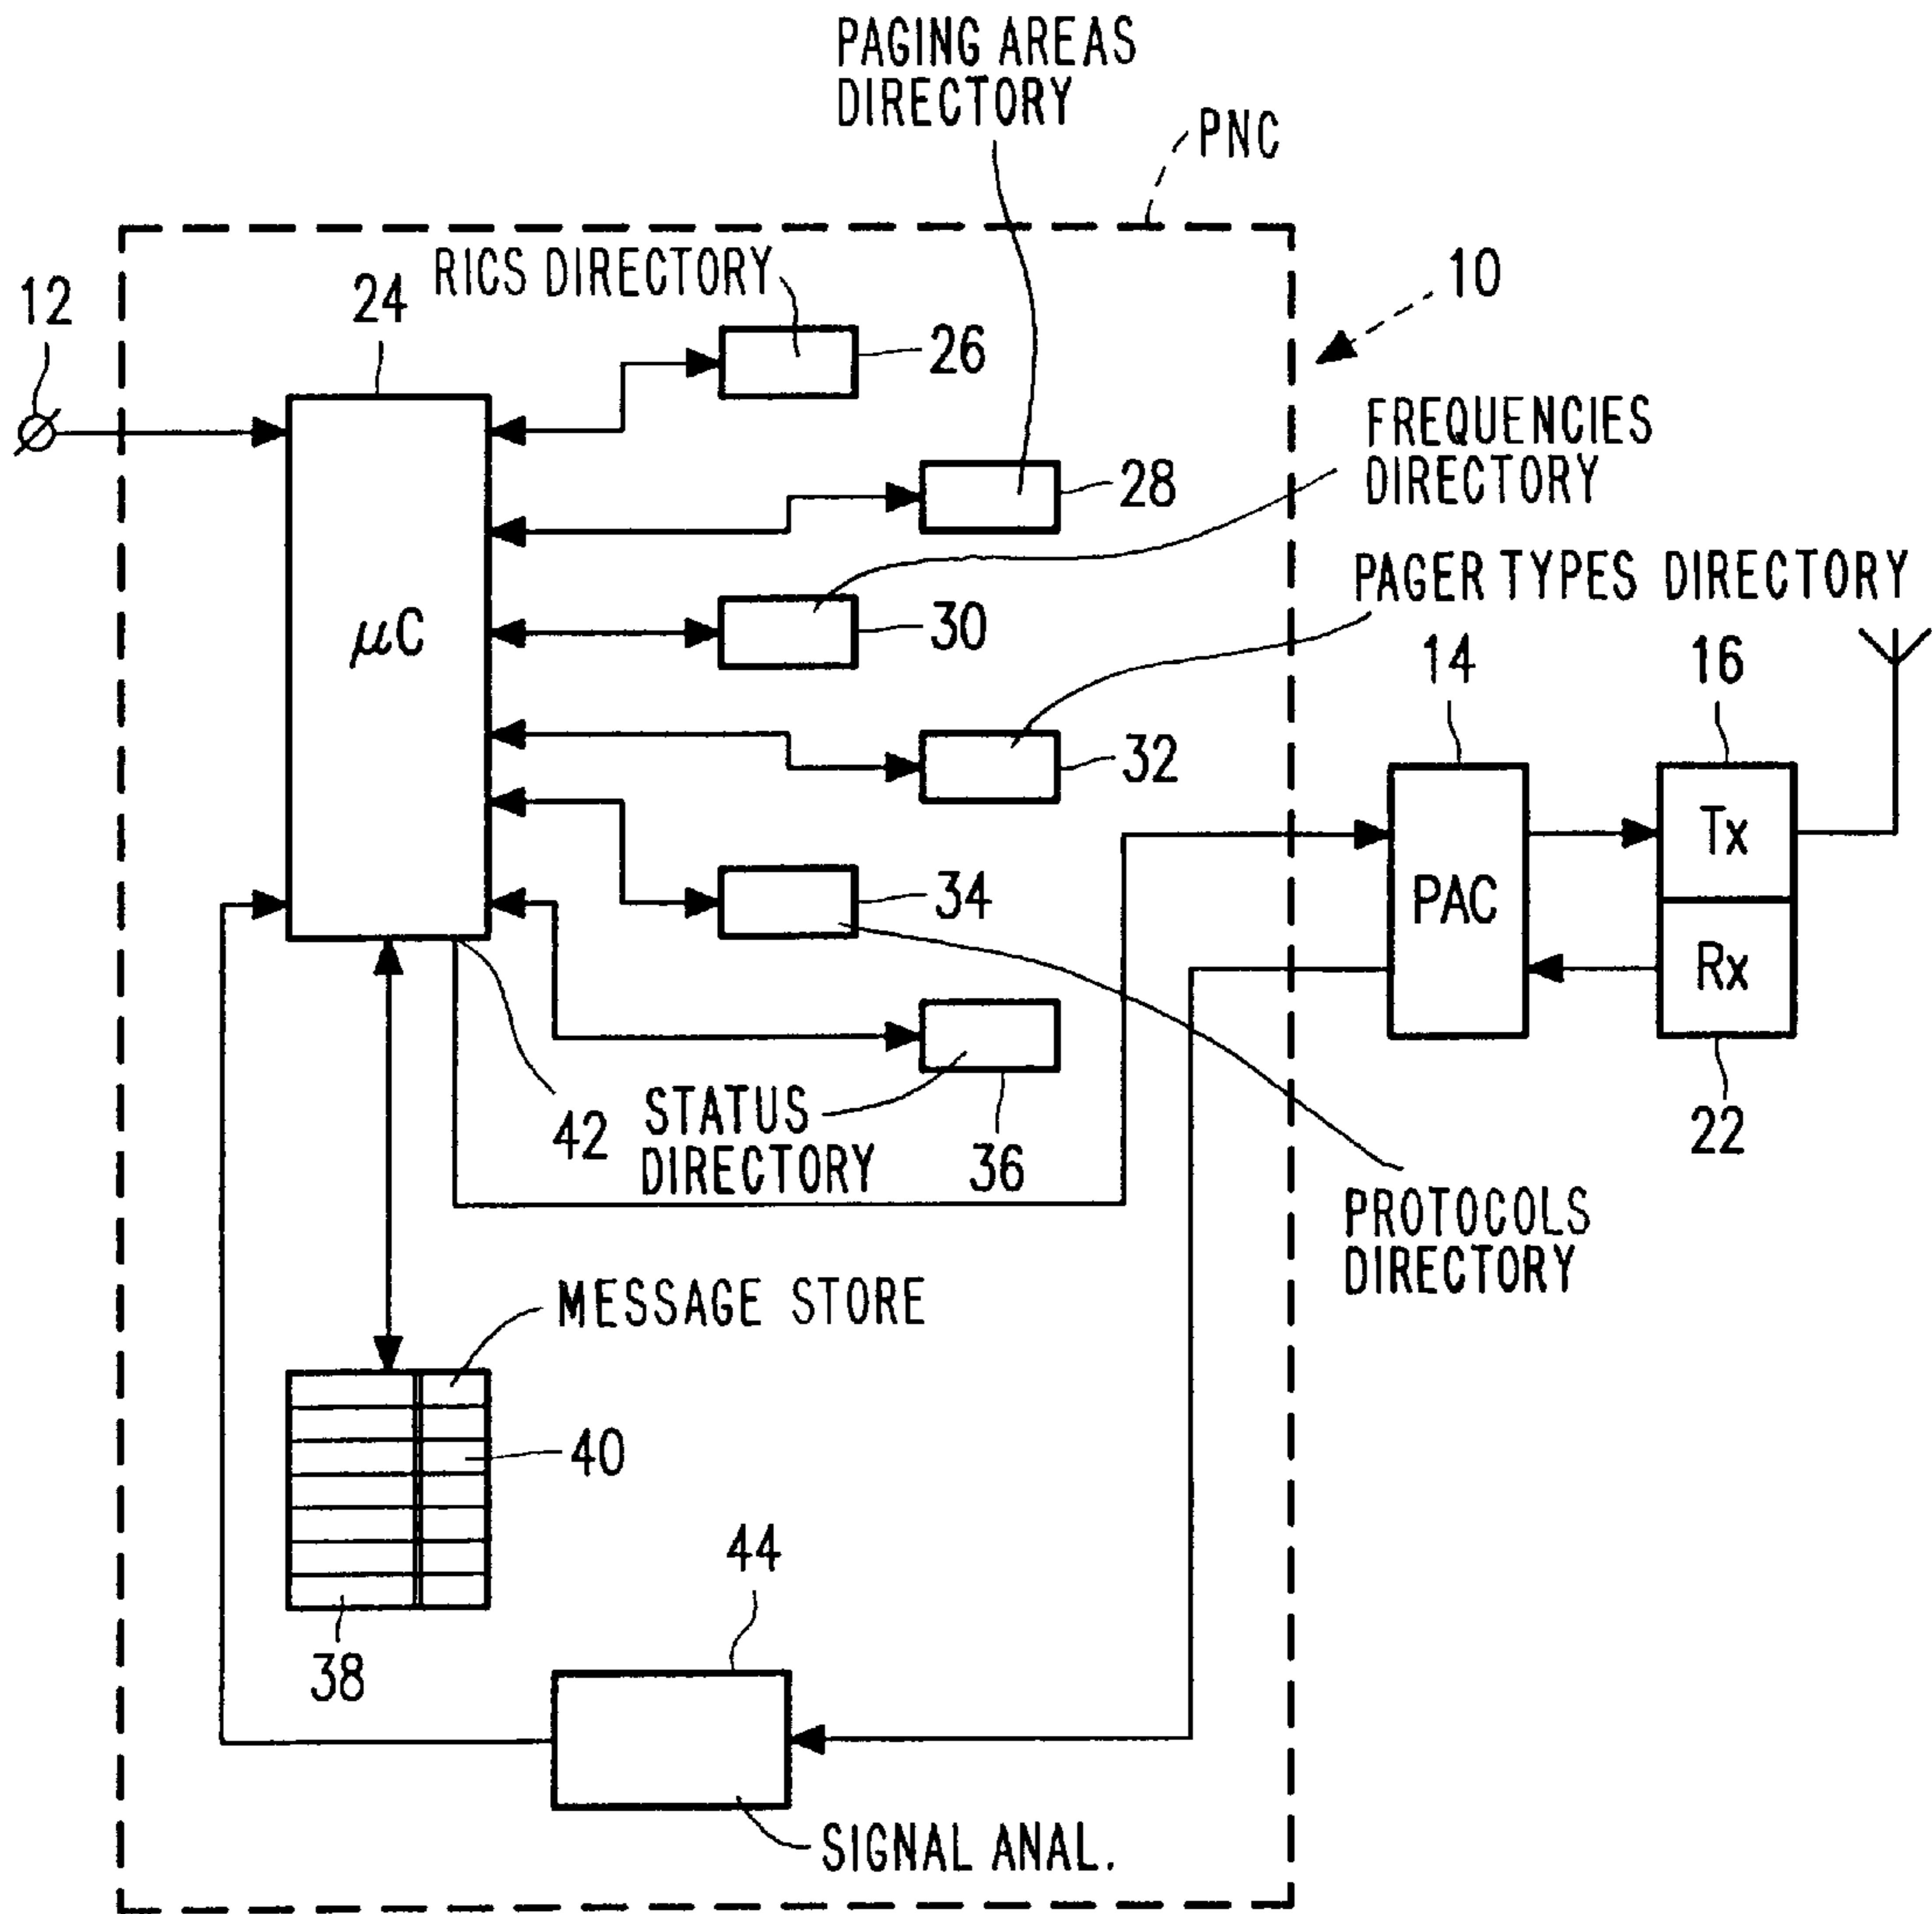 PAGING AREAS
DIRECTORY
PNC
RICS DIRECTORY
10
12
24
26
FREQUENCIES
DIRECTORY
28
PAGER TYPES DIRECTORY
μC
30
14
16
32
Tx
PAC
34
Rx
STATUS
DIRECTORY
42
36
22
PROTOCOLS
DIRECTORY
MESSAGE STORE
40
44
38
SIGNAL ANAL.